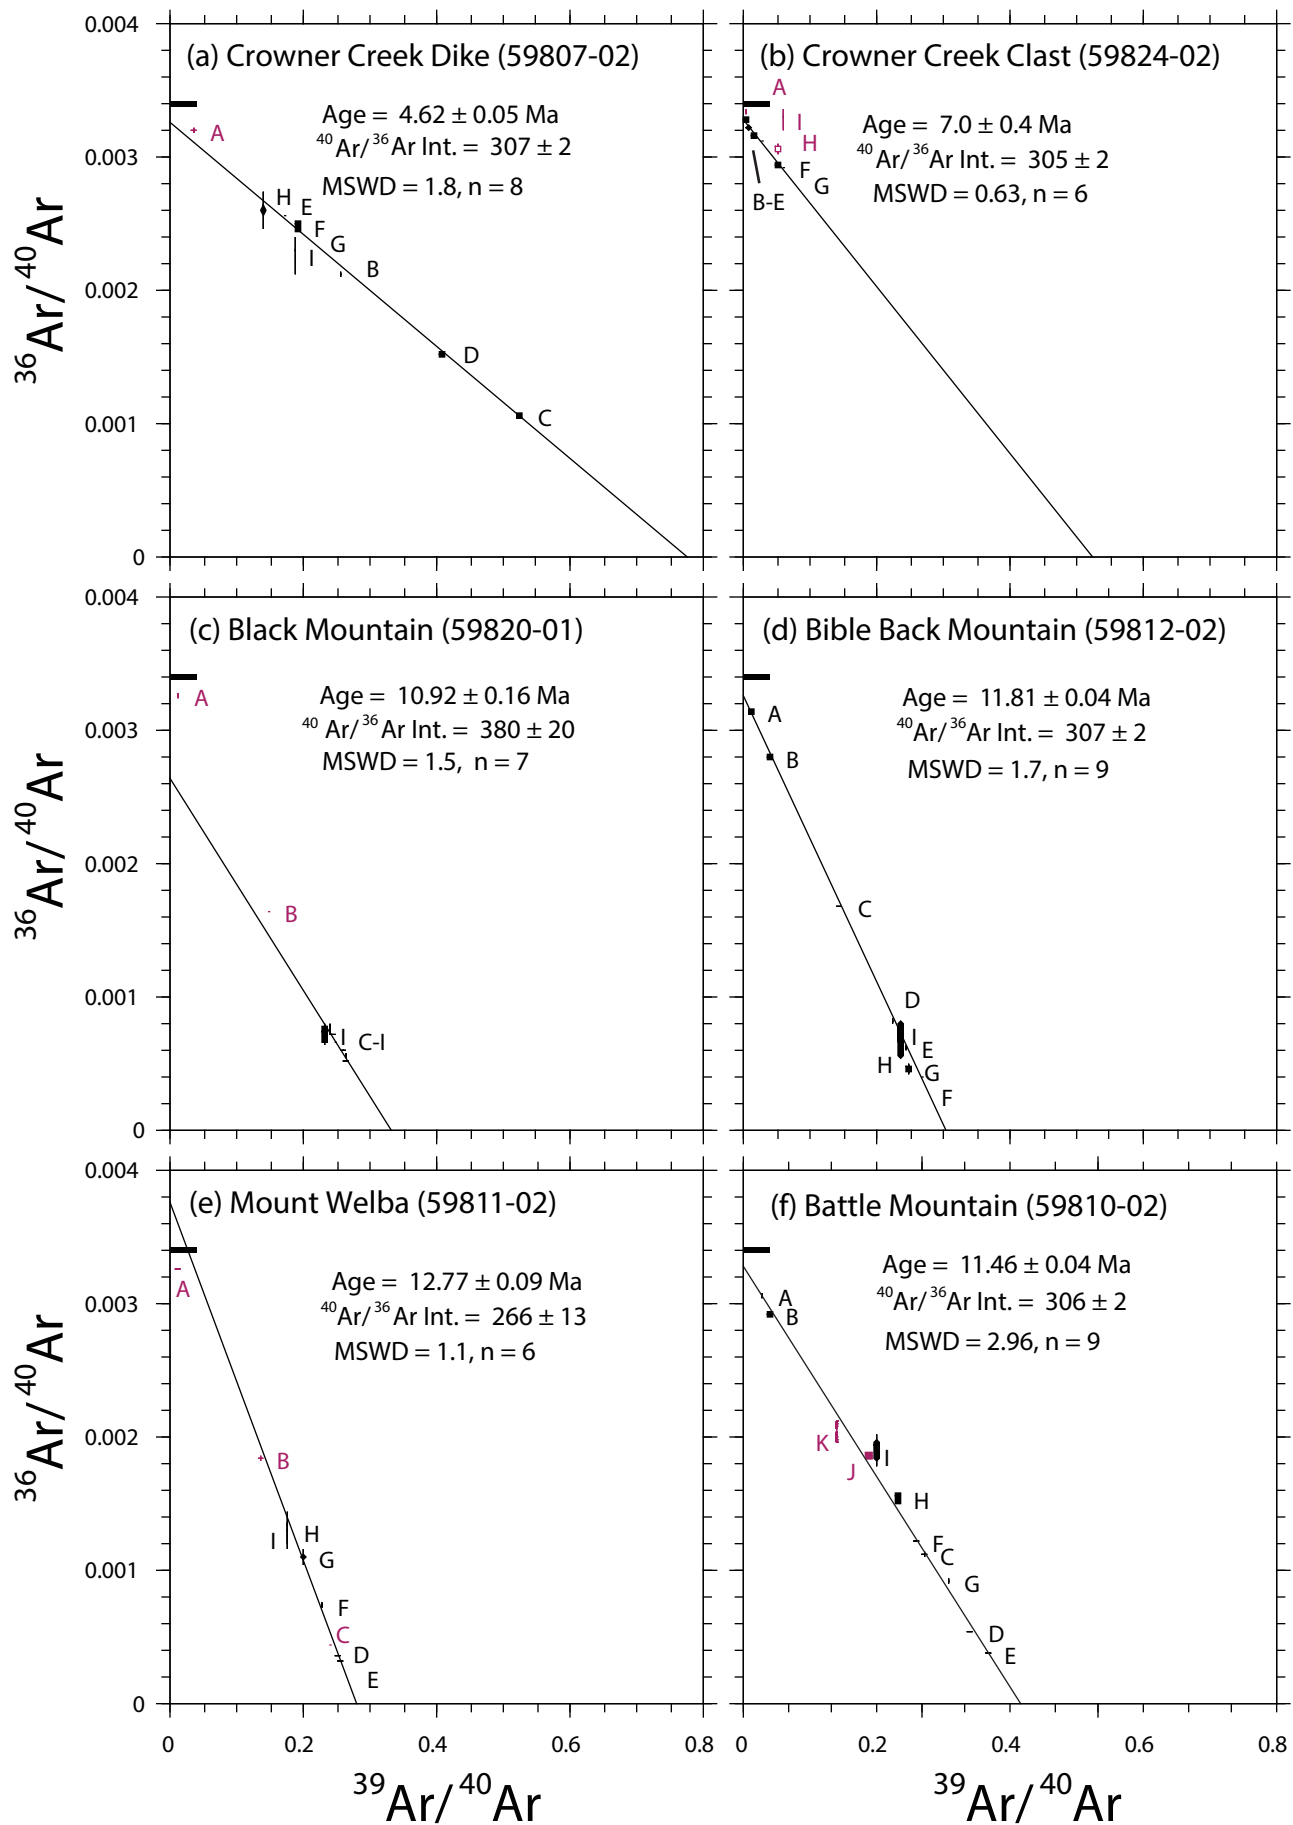 0.004
0.003
0.002
0.001
0
36Ar/40Ar
(a) Crowner Creek Dike (59807-02)
Age = 4.62 ± 0.05 Ma
40Ar/36Ar Int. = 307 ± 2
MSWD = 1.8, n = 8
A
H
E
F
G
I
B
D
C
(b) Crowner Creek Clast (59824-02)
A
I
H
Age = 7.0 ± 0.4 Ma
40Ar/36Ar Int. = 305 ± 2
MSWD = 0.63, n = 6
F
G
B-E
0.004
0.003
0.002
0.001
0
36Ar/40Ar
(c) Black Mountain (59820-01)
Age = 10.92 ± 0.16 Ma
40Ar/36Ar Int. = 380 ± 20
MSWD = 1.5, n = 7
A
B
C-I
(d) Bible Back Mountain (59812-02)
Age = 11.81 ± 0.04 Ma
40Ar/36Ar Int. = 307 ± 2
MSWD = 1.7, n = 9
A
B
C
D
I
E
H
G
F
0.004
0.003
0.002
0.001
0
36Ar/40Ar
(e) Mount Welba (59811-02)
Age = 12.77 ± 0.09 Ma
40Ar/36Ar Int. = 266 ± 13
MSWD = 1.1, n = 6
A
B
H
I
G
F
C
D
E
0 0.2 0.4 0.6 0.8
39Ar/40Ar
(f) Battle Mountain (59810-02)
Age = 11.46 ± 0.04 Ma
40Ar/36Ar Int. = 306 ± 2
MSWD = 2.96, n = 9
A
B
K
I
J
H
F
C
G
D
E
0 0.2 0.4 0.6 0.8
39Ar/40Ar